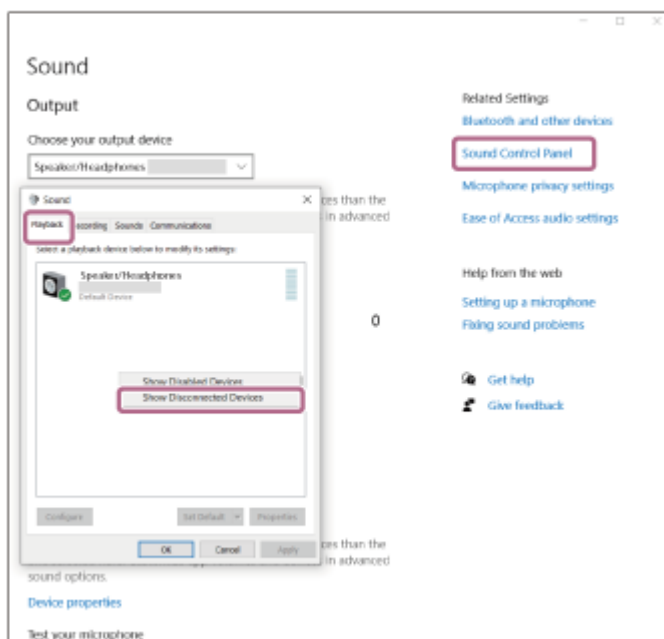 Sound
Output
Choose your output device
Speaker/Headphones
Sound
Playback
Recording
Sounds
Communications
Select a playback device below to modify its settings:
Speaker/Headphones
Default Device
Show Disabled Devices
Show Disconnected Devices
Configure
Set Default
Properties
OK
Cancel
Apply
ces than the
in advanced
0
ces than the
in advanced
sound options.
Device properties
Test your microphone
Related Settings
Bluetooth and other devices
Sound Control Panel
Microphone privacy settings
Ease of Access audio settings
Help from the web
Setting up a microphone
Fixing sound problems
Get help
Give feedback